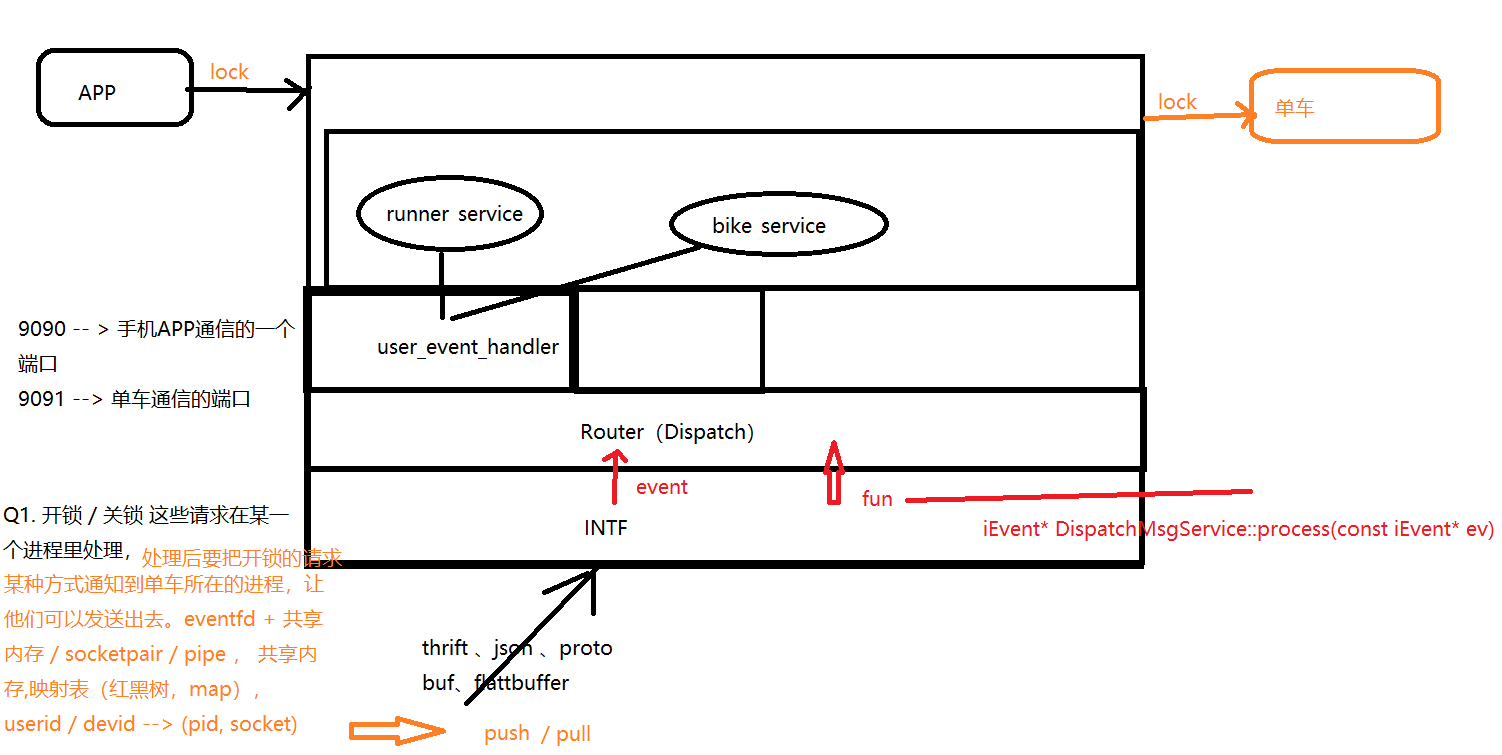 APP
lock
lock
单车
runner service
bike service
9090 -- > 手机APP通信的一个
端口
9091 --> 单车通信的端口
user_event_handler
Router（Dispatch）
event
fun
INTF
iEvent* DispatchMsgService::process(const iEvent* ev)
Q1. 开锁 / 关锁 这些请求在某一
个进程里处理，
处理后要把开锁的请求
某种方式通知到单车所在的进程，让
他们可以发送出去。eventfd + 共享
内存 / socketpair / pipe ， 共享内
存,映射表（红黑树，map），
userid / devid --> (pid, socket)
thrift 、json 、proto
buf、flattbuffer
push / pull